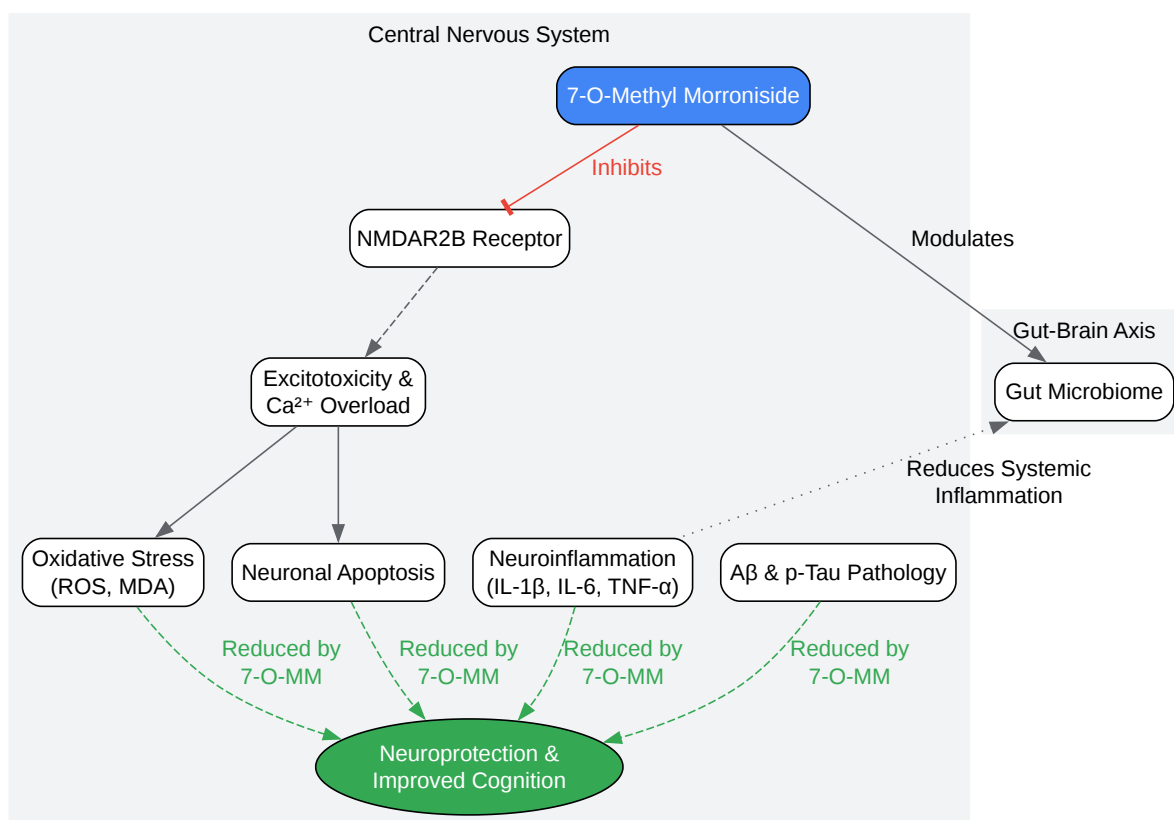 Central Nervous System
7-O-Methyl Morroniside
Inhibits
NMDAR2B Receptor
Modulates
Gut-Brain Axis
Gut Microbiome
Excitotoxicity &
Ca²⁺ Overload
Reduces Systemic
Inflammation
Oxidative Stress
(ROS, MDA)
Neuronal Apoptosis
Neuroinflammation
(IL-1β, IL-6, TNF-α)
Aβ & p-Tau Pathology
Reduced by
7-O-MM
Reduced by
7-O-MM
Reduced by
7-O-MM
Reduced by
7-O-MM
Neuroprotection &
Improved Cognition